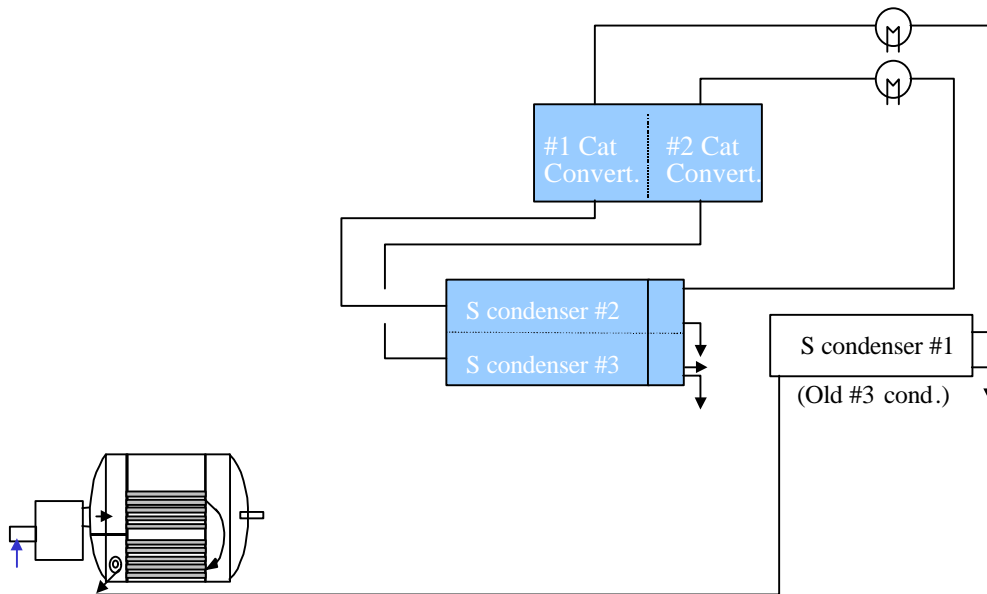 #1 Cat
Convert.
#2 Cat
Convert.
S condenser #2
S condenser #3
S condenser #1
(Old #3 cond.)